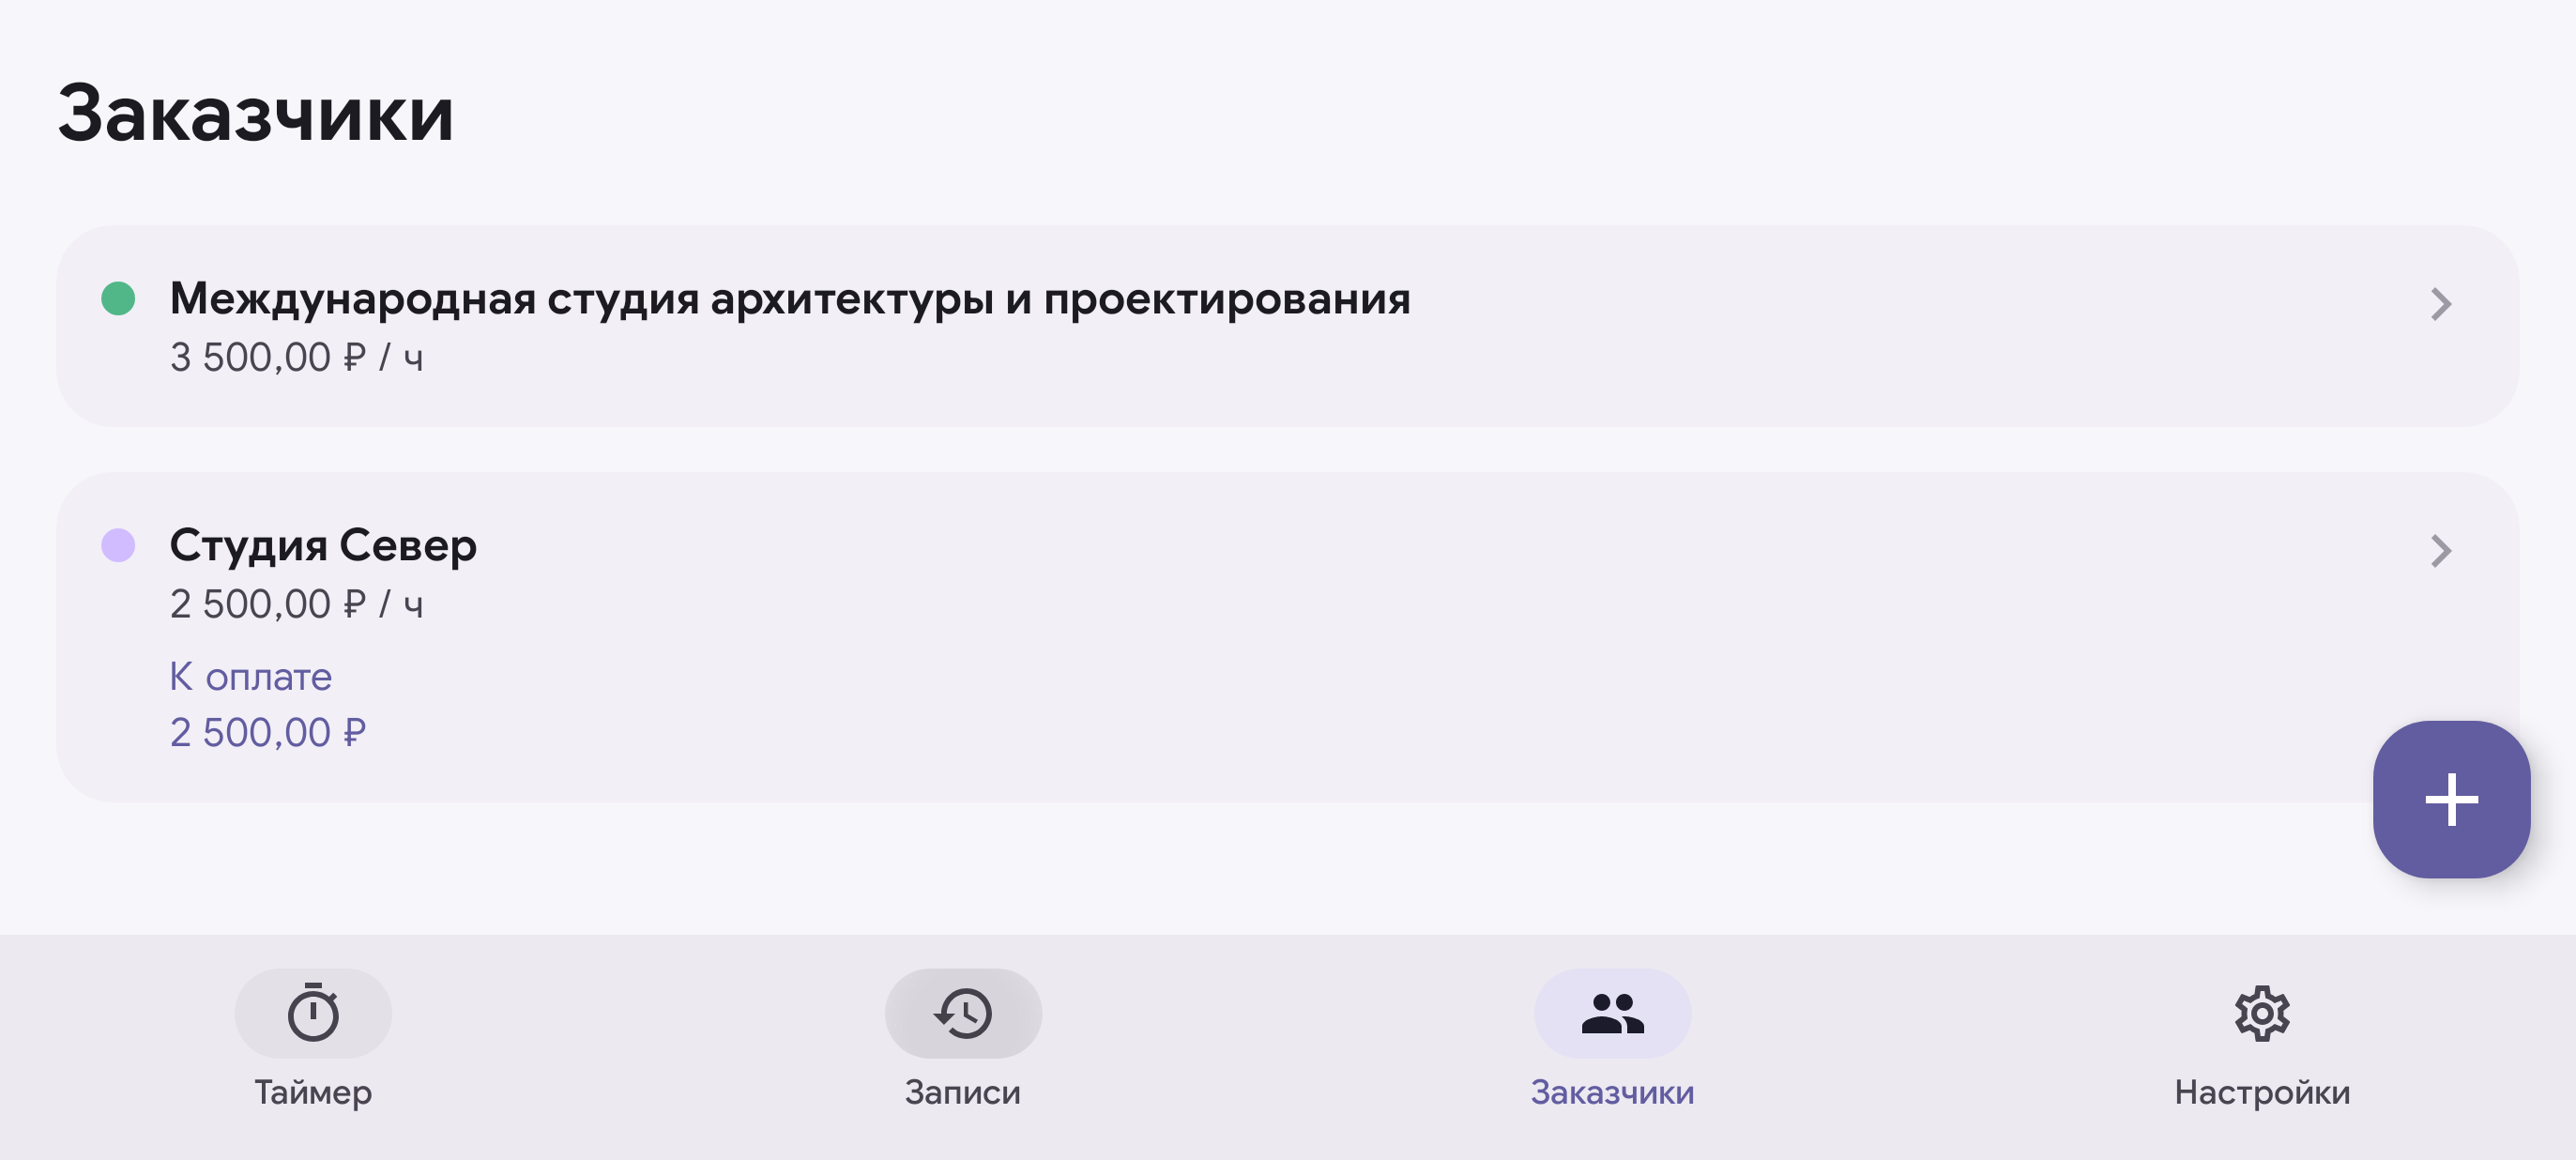 Заказчики
Международная студия архитектуры и проектирования
3 500,00 ₽ / ч
Студия Север
2 500,00 ₽ / ч
К оплате
2 500,00 ₽
Таймер
Записи
Заказчики
Настройки